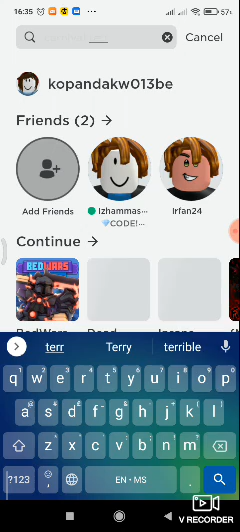 16:35
57
Cancel
kopandakw013be
Friends (2) →
Add Friends
Izhammas...
Irfan24
💎CODE!...
Continue →
BEDWARS
terr Terry terrible
q w e r t y u i o p
a s d f g h j k l
z x c v b n m
?123 , EN • MS .
V RECORDER